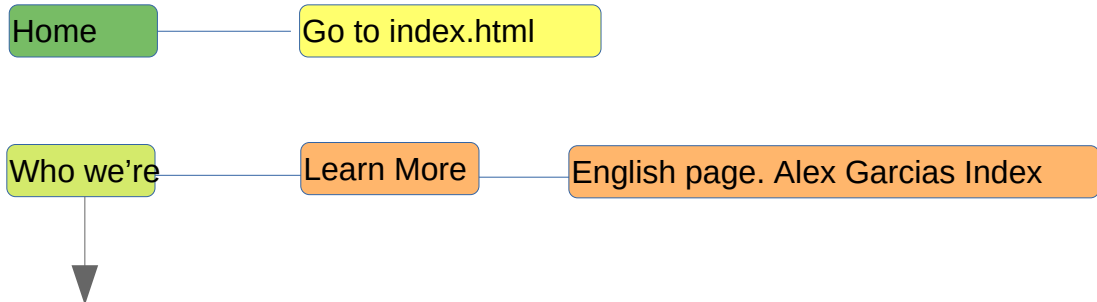 Home
Go to index.html
Who we’re
Learn More
English page. Alex Garcias Index